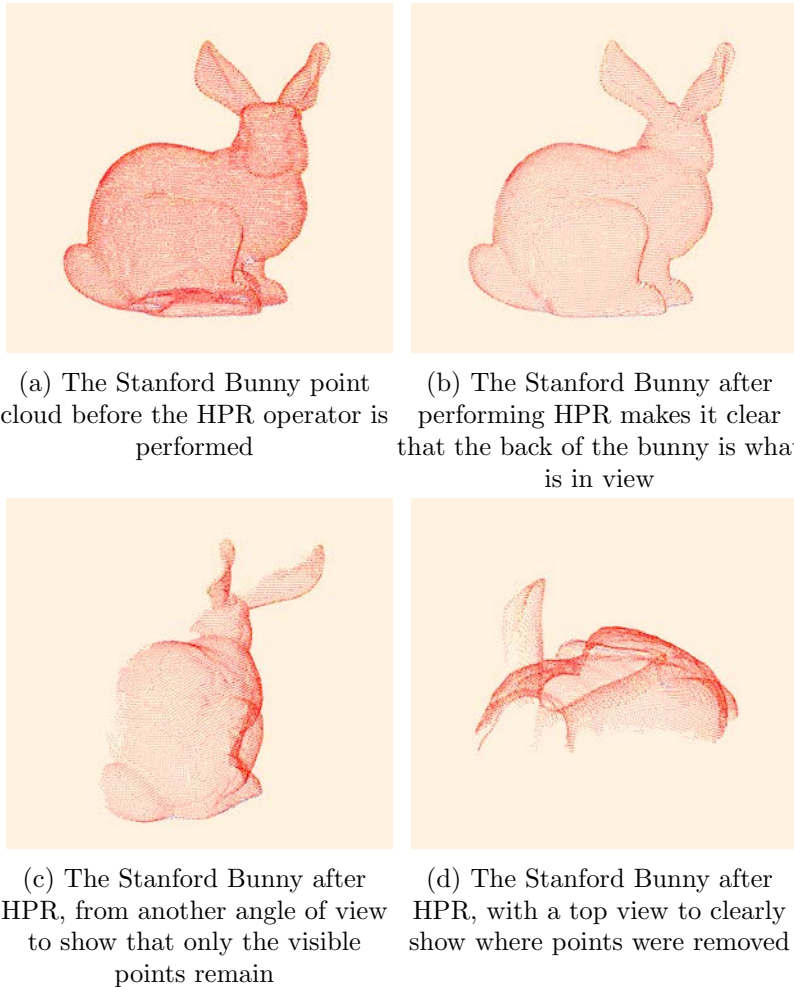 (a) The Stanford Bunny point
cloud before the HPR operator is
performed
(b) The Stanford Bunny after
performing HPR makes it clear
that the back of the bunny is what
is in view
(c) The Stanford Bunny after
HPR, from another angle of view
to show that only the visible
points remain
(d) The Stanford Bunny after
HPR, with a top view to clearly
show where points were removed